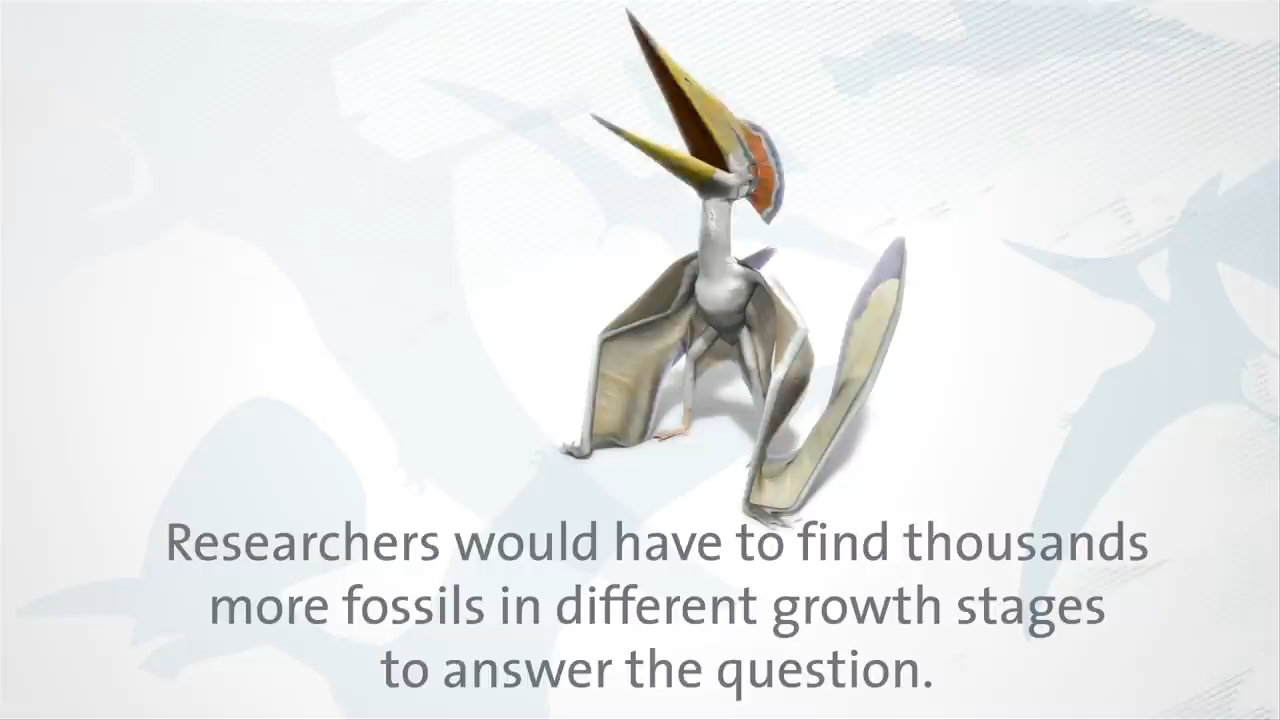 Researchers would have to find thousands
more fossils in different growth stages
to answer the question.